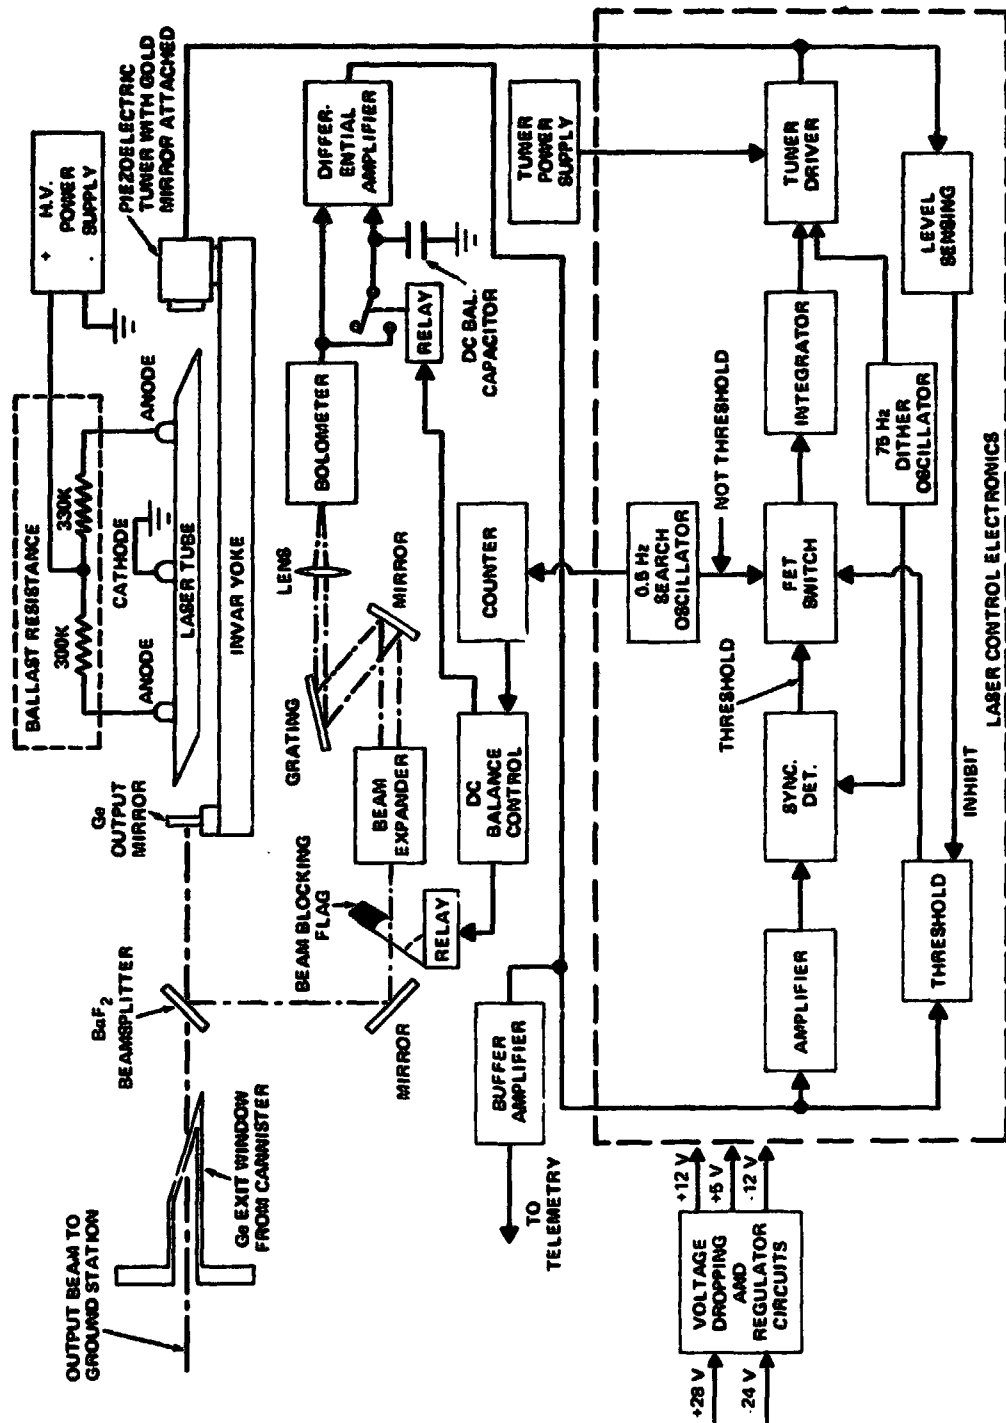 OUTPUT BEAM TO
GROUND STATION
Ge EXIT WINDOW
FROM CANNISTER
BaF2
BEAMSPLITTER
Ge
OUTPUT
MIRROR
BALLAST RESISTANCE
300K
330K
ANODE
CATHODE
ANODE
LASER TUBE
INVAR YOKE
H.V.
POWER
SUPPLY
+
-
PIEZOELECTRIC
TUNER WITH GOLD
MIRROR ATTACHED
MIRROR
BEAM BLOCKING
FLAG
RELAY
BEAM
EXPANDER
GRATING
MIRROR
LENS
BOLOMETER
RELAY
DC BAL.
CAPACITOR
DIFFER-
ENTIAL
AMPLIFIER
BUFFER
AMPLIFIER
TO
TELEMETRY
DC
BALANCE
CONTROL
COUNTER
TUNER
POWER
SUPPLY
0.5 Hz
SEARCH
OSCILLATOR
NOT THRESHOLD
THRESHOLD
AMPLIFIER
SYNC.
DET.
FET
SWITCH
INTEGRATOR
TUNER
DRIVER
75 Hz
DITHER
OSCILLATOR
THRESHOLD
INHIBIT
LEVEL
SENSING
LASER CONTROL ELECTRONICS
+28 V
-24 V
VOLTAGE
DROPPING
AND
REGULATOR
CIRCUITS
+12 V
+5 V
-12 V